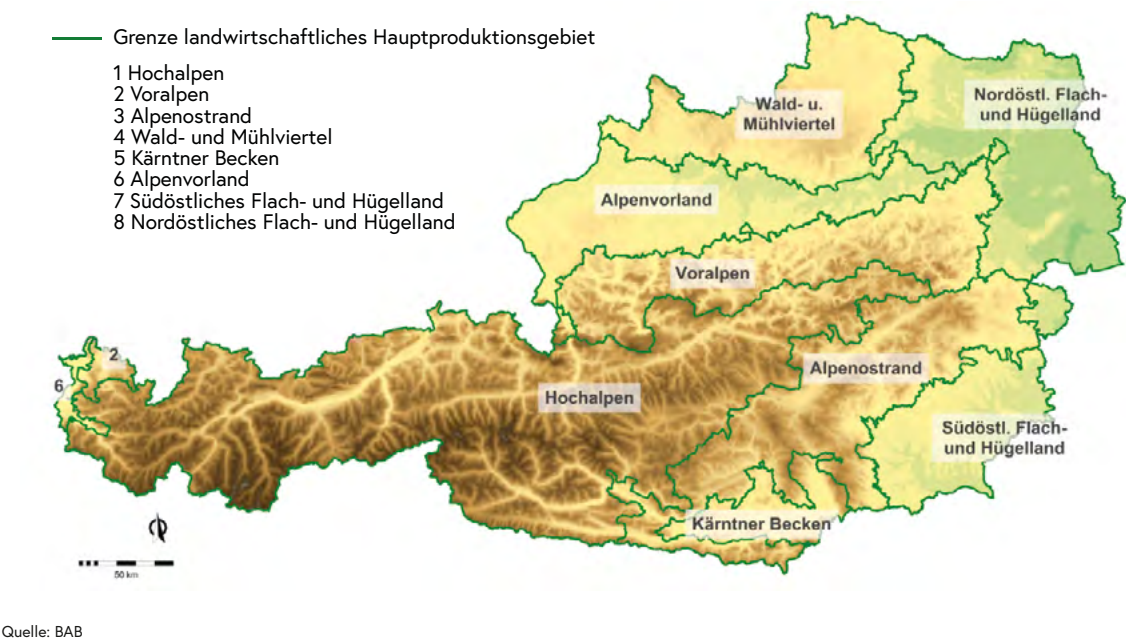 Grenze landwirtschaftliches Hauptproduktionsgebiet
1 Hochalpen
2 Voralpen
3 Alpenostrand
4 Wald- und Mühlviertel
5 Kärntner Becken
6 Alpenvorland
7 Südöstliches Flach- und Hügelland
8 Nordöstliches Flach- und Hügelland
Wald- u.
Mühlviertel
Nordöstl. Flach-
und Hügelland
Alpenvorland
Voralpen
2
6
Alpenostrand
Hochalpen
Südöstl. Flach-
und Hügelland
Kärntner Becken
50 km
Quelle: BAB